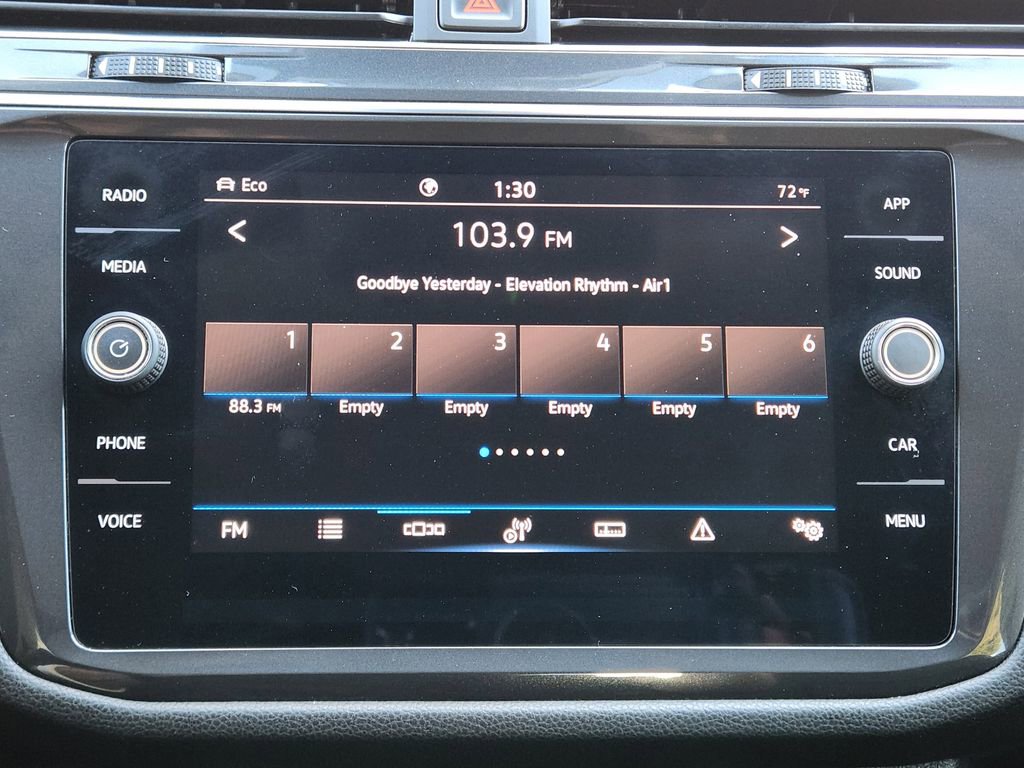 RADIO
MEDIA
PHONE
VOICE
Eco 1:30 72°F
103.9 FM
Goodbye Yesterday - Elevation Rhythm - Air1
1 2 3 4 5 6
88.3 FM Empty Empty Empty Empty Empty
FM
APP
SOUND
CAR
MENU